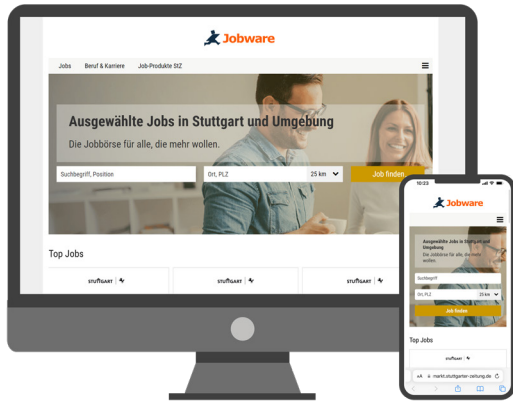 Jobware
Jobs Beruf & Karriere Job-Produkte StZ
Ausgewählte Jobs in Stuttgart und Umgebung
Die Jobbörse für alle, die mehr wollen.
Suchbegriff, Position Ort, PLZ 25 km Job finden
Top Jobs
STUTTGART STUTTGART STUTTGART
10:23
Jobware
Ausgewählte Jobs in Stuttgart und
Umgebung
Die Jobbörse für alle, die mehr
wollen.
Suchbegriff
Ort, PLZ 25 km
Job finden
Top Jobs
STUTTGART
AA markt.stuttgarter-zeitung.de